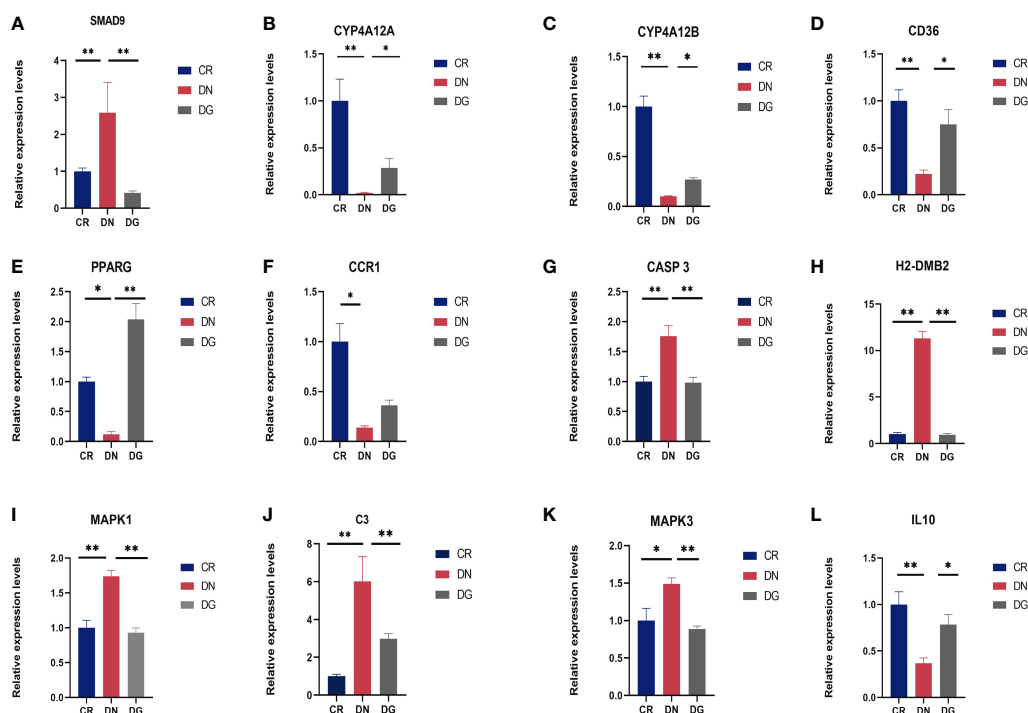 A
SMAD9
** **
Relative expression levels
4
3
2
1
0
CR DN DG
CR
DN
DG
B
CYP4A12A
** *
Relative expression levels
1.5
1.0
0.5
0.0
CR DN DG
CR
DN
DG
C
CYP4A12B
** *
Relative expression levels
1.5
1.0
0.5
0.0
CR DN DG
CR
DN
DG
D
CD36
** *
Relative expression levels
1.5
1.0
0.5
0.0
CR DN DG
CR
DN
DG
E
PPARG
* **
Relative expression levels
2.5
2.0
1.5
1.0
0.5
0.0
CR DN DG
CR
DN
DG
F
CCR1
*
Relative expression levels
1.5
1.0
0.5
0.0
CR DN DG
CR
DN
DG
G
CASP 3
** **
Relative expression levels
2.5
2.0
1.5
1.0
0.5
0.0
CR DN DG
CR
DN
DG
H
H2-DMB2
** **
Relative expression levels
15
10
5
0
CR DN DG
CR
DN
DG
I
MAPK1
** **
Relative expression levels
2.0
1.5
1.0
0.5
0.0
CR DN DG
CR
DN
DG
J
C3
** **
Relative expression levels
8
6
4
2
0
CR DN DG
CR
DN
DG
K
MAPK3
* **
Relative expression levels
2.0
1.5
1.0
0.5
0.0
CR DN DG
CR
DN
DG
L
IL10
** *
Relative expression levels
1.5
1.0
0.5
0.0
CR DN DG
CR
DN
DG